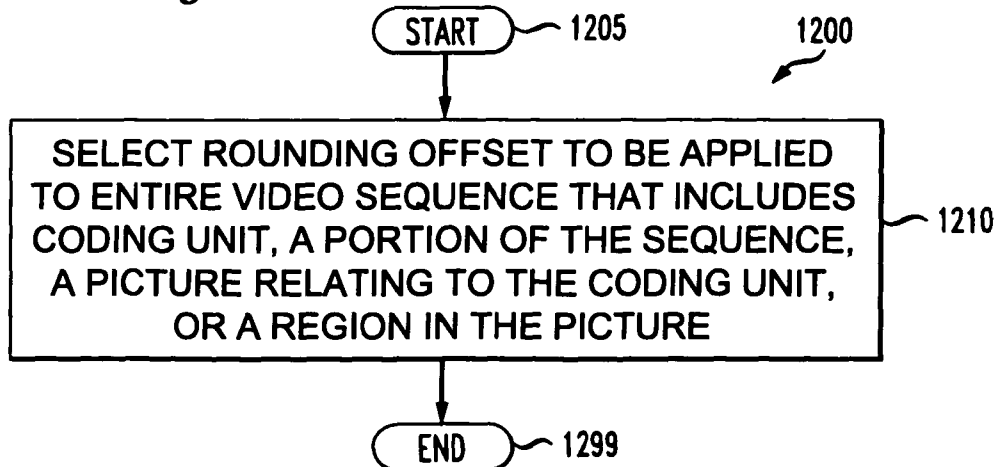 START 1205
1200
SELECT ROUNDING OFFSET TO BE APPLIED
TO ENTIRE VIDEO SEQUENCE THAT INCLUDES
CODING UNIT, A PORTION OF THE SEQUENCE,
A PICTURE RELATING TO THE CODING UNIT,
OR A REGION IN THE PICTURE
1210
END 1299